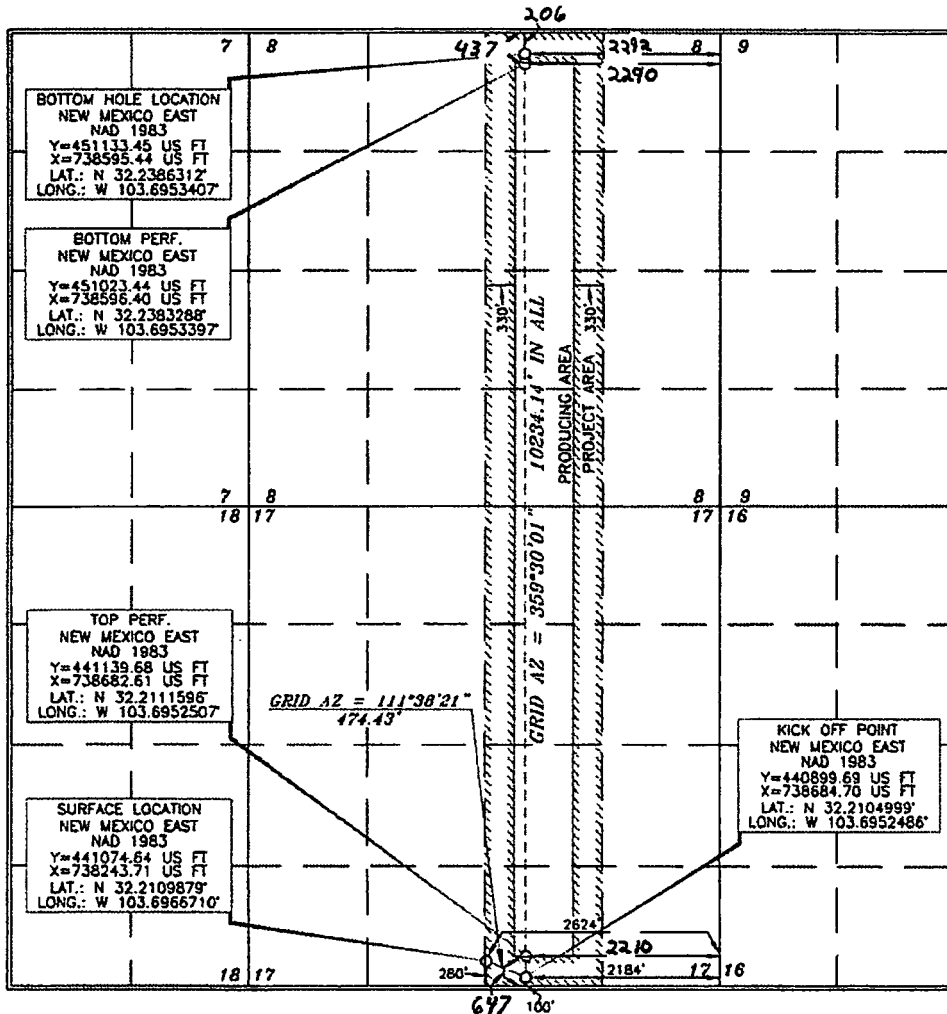 206
7 8
437
2292
8 9
2290
BOTTOM HOLE LOCATION
NEW MEXICO EAST
NAD 1983
Y=451133.45 US FT
X=738595.44 US FT
LAT.: N 32.2386312°
LONG.: W 103.6953407°
BOTTOM PERF.
NEW MEXICO EAST
NAD 1983
Y=451023.44 US FT
X=738596.40 US FT
LAT.: N 32.2383288°
LONG.: W 103.6953397°
330'
330'
GRID AZ = 359°30'01" 10234.14' IN ALL
PRODUCING AREA
PROJECT AREA
7 8
18 17
8 9
17 16
TOP PERF.
NEW MEXICO EAST
NAD 1983
Y=441139.68 US FT
X=738682.61 US FT
LAT.: N 32.2111596°
LONG.: W 103.6952507°
GRID AZ = 111°38'21"
474.43'
KICK OFF POINT
NEW MEXICO EAST
NAD 1983
Y=440899.69 US FT
X=738684.70 US FT
LAT.: N 32.2104999°
LONG.: W 103.6952486°
SURFACE LOCATION
NEW MEXICO EAST
NAD 1983
Y=441074.64 US FT
X=738243.71 US FT
LAT.: N 32.2109879°
LONG.: W 103.6966710°
2624'
2210
18 17
280'
2184'
17 16
647
100'